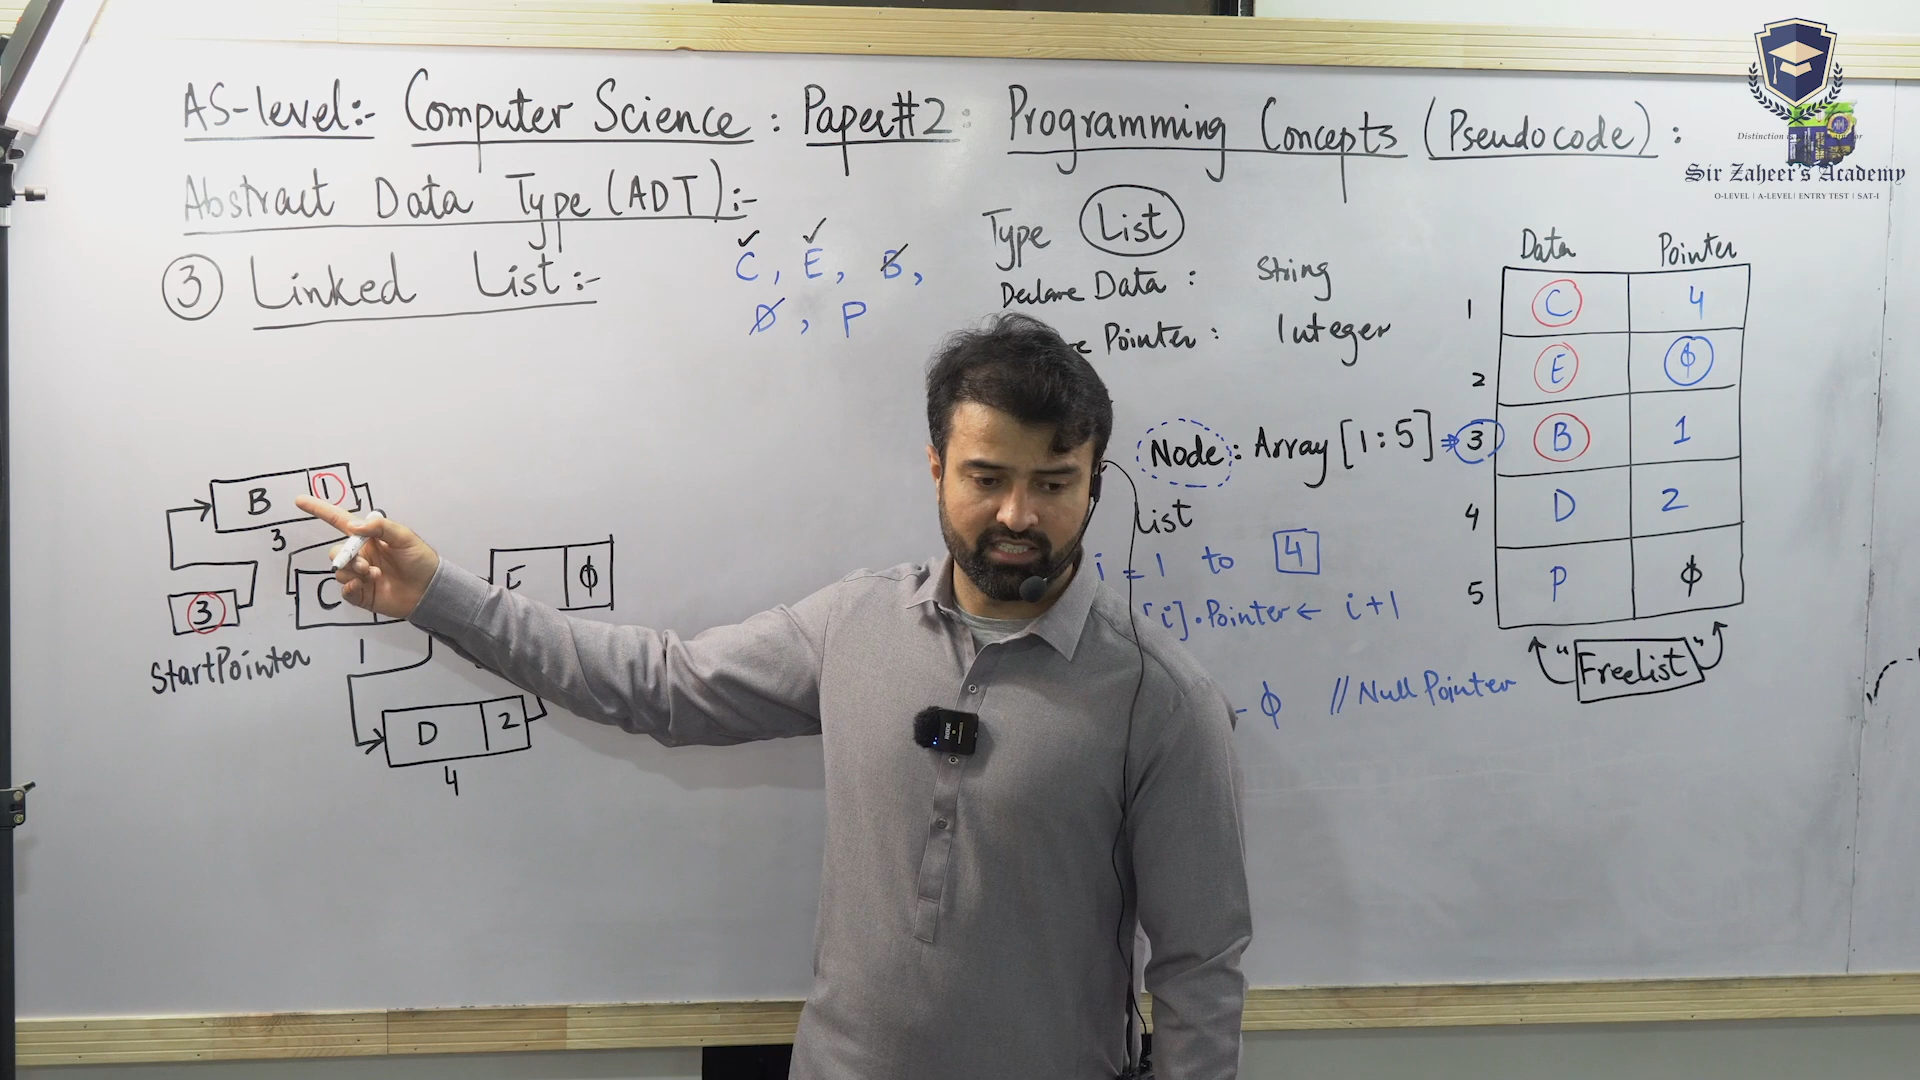 AS-level:- Computer Science : Paper#2 : Programming Concepts (Pseudocode) :
Abstract Data Type (ADT):-
③ Linked List:-
C, E, B,
D, P
Type List
Declare Data : String
Pointer : Integer
Node : Array [1:5]
List
i = 1 to 4
[i].Pointer ← i+1
φ // NullPointer
Data Pointer
1 C 4
2 E φ
3 B 1
4 D 2
5 P φ
"Freelist"
B 1
3
3
StartPointer
C
1
D 2
4
E φ
Sir Zaheer's Academy
O-LEVEL | A-LEVEL | ENTRY TEST | SAT-I